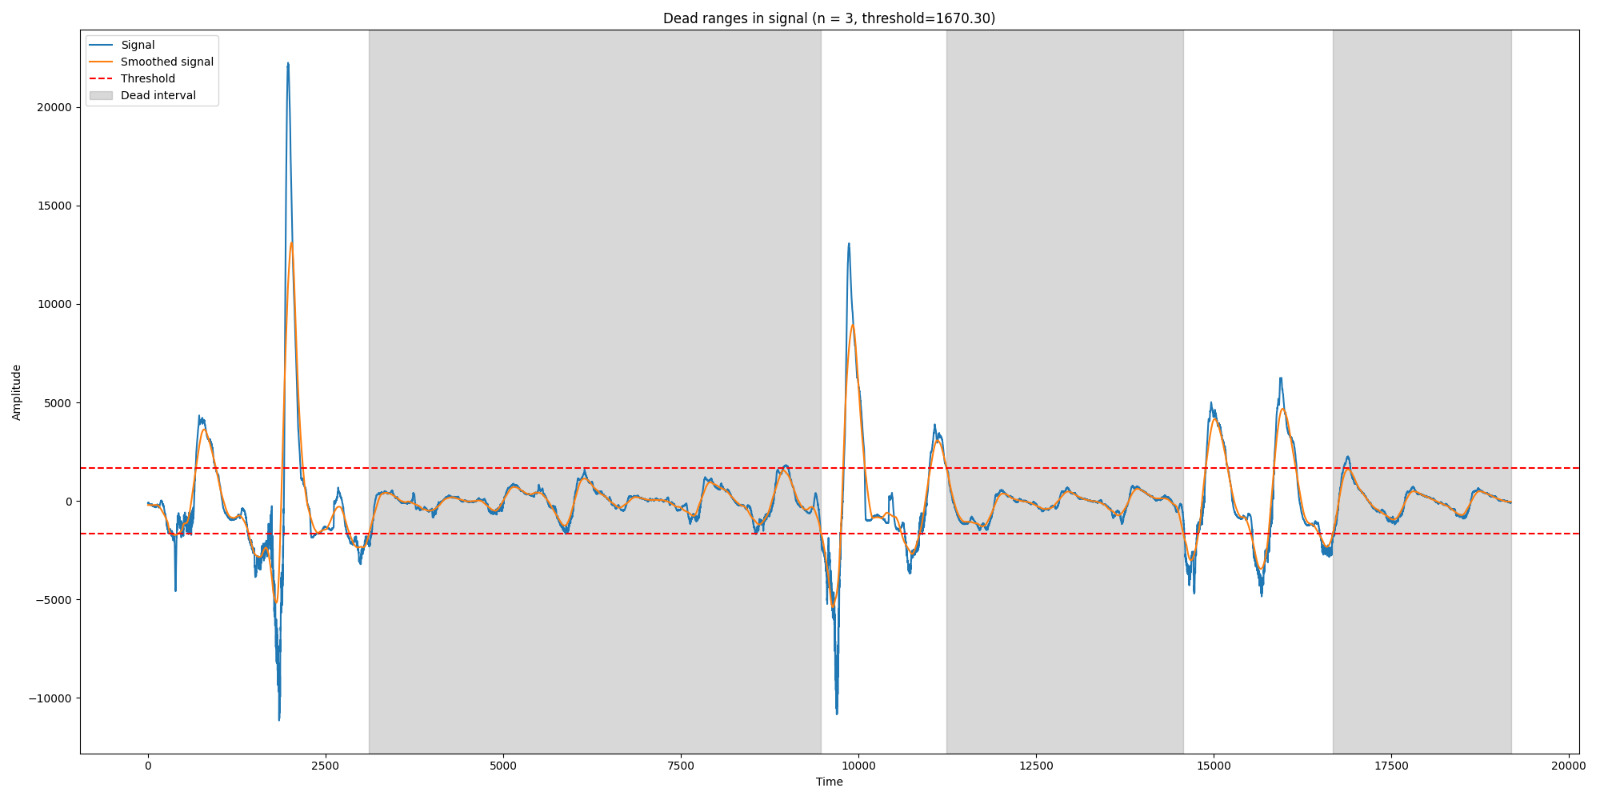 Dead ranges in signal (n = 3, threshold=1670.30)
Signal
Smoothed signal
Threshold
Dead interval
20000
15000
10000
5000
0
−5000
−10000
Amplitude
0 2500 5000 7500 10000 12500 15000 17500 20000
Time